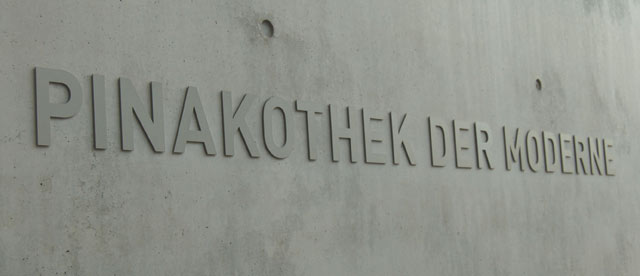 PINAKOTHEK DER MODERNE